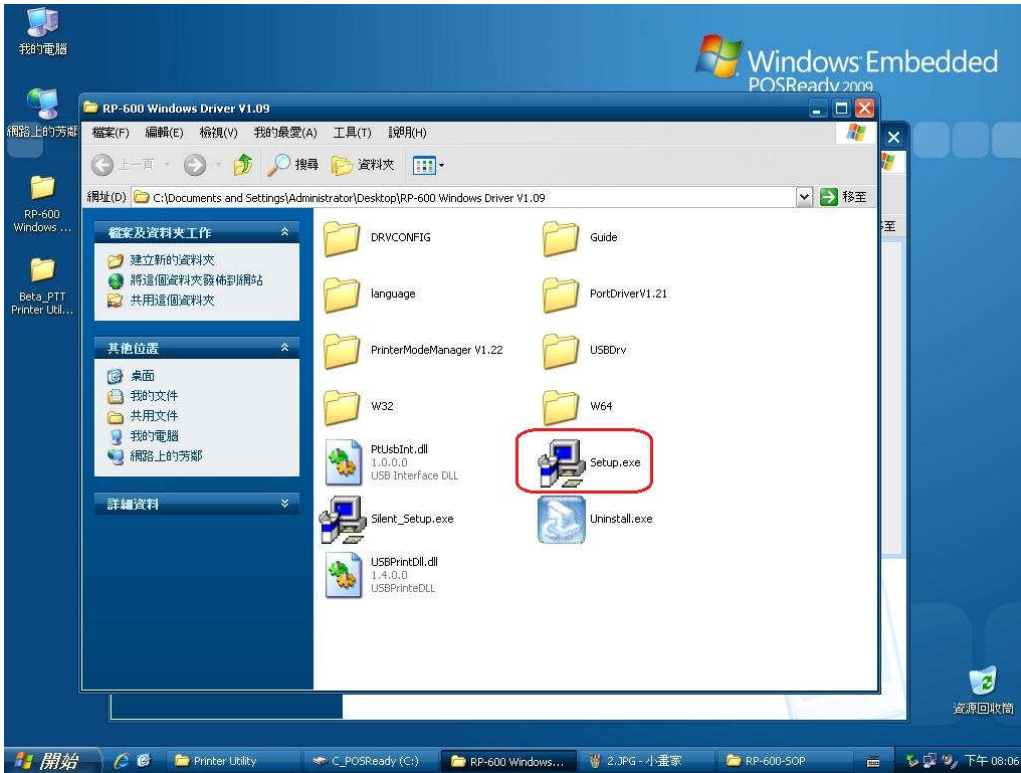 我的電腦
Windows Embedded
POSReady 2009
網路上的芳鄰
RP-600
Windows ...
Beta_PTT
Printer Util...
RP-600 Windows Driver V1.09
檔案(F) 編輯(E) 檢視(V) 我的最愛(A) 工具(T) 說明(H)
上一頁 搜尋 資料夾
網址(D) C:\Documents and Settings\Administrator\Desktop\RP-600 Windows Driver V1.09 移至
至
檔案及資料夾工作
建立新的資料夾
將這個資料夾發佈到網站
共用這個資料夾
其他位置
桌面
我的文件
共用文件
我的電腦
網路上的芳鄰
詳細資料
DRVCONFIG
Guide
language
PortDriverV1.21
PrinterModeManager V1.22
USBDrv
W32
W64
PtUsbInt.dll
1.0.0.0
USB Interface DLL
Setup.exe
Silent_Setup.exe
Uninstall.exe
USBPrintDll.dll
1.4.0.0
USBPrinteDLL
資源回收筒
開始 Printer Utility C_POSReady (C:) RP-600 Windows... 2.JPG - 小畫家 RP-600-SOP 下午 08:06